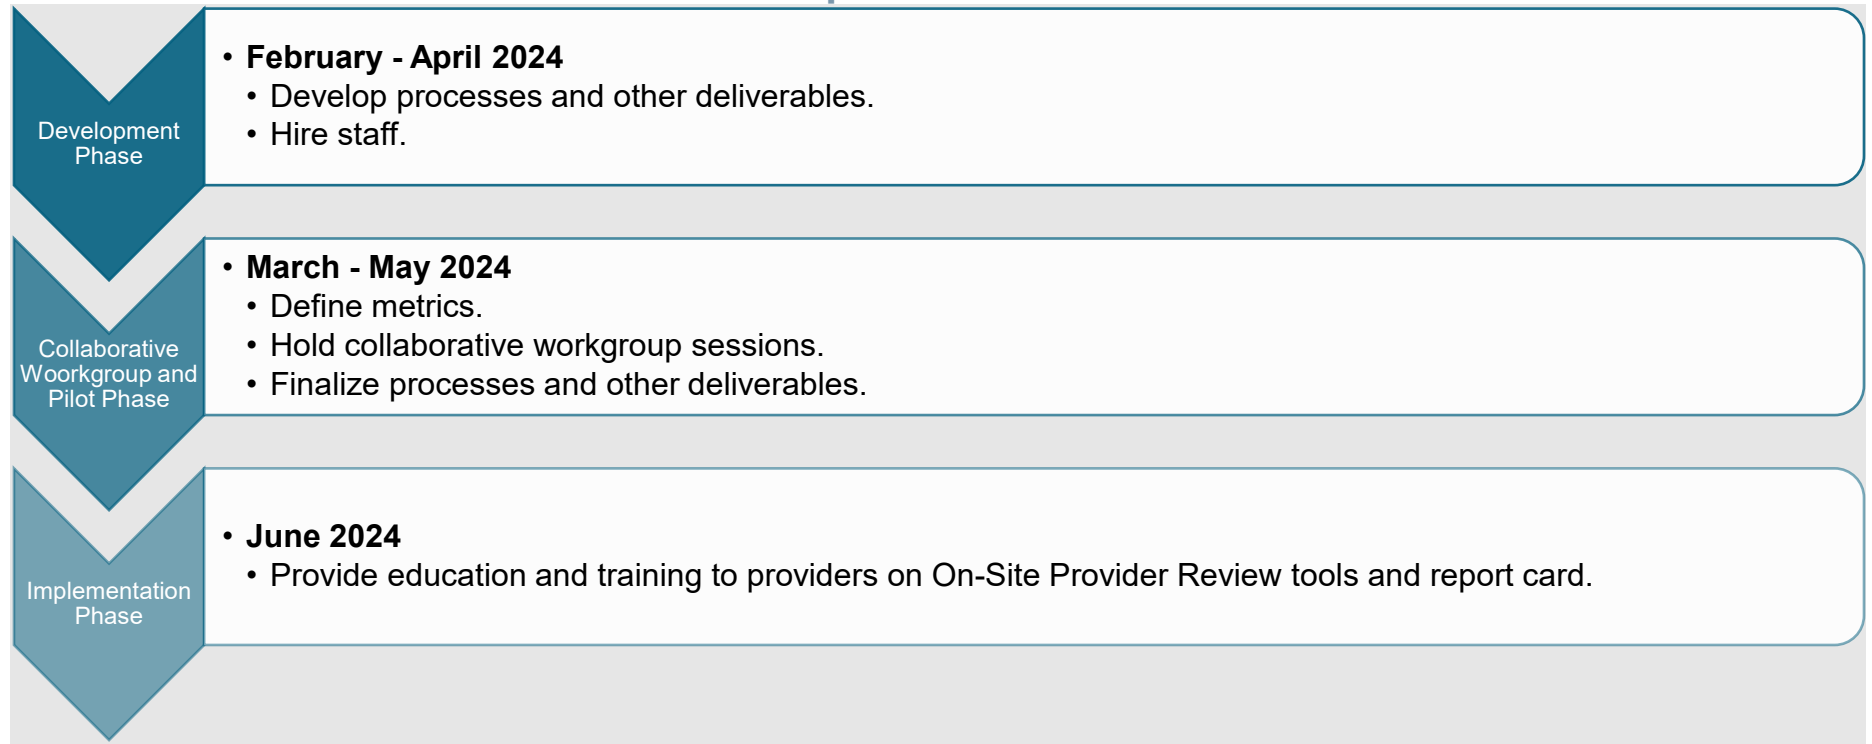 Development
Phase
• February - April 2024
• Develop processes and other deliverables.
• Hire staff.
Collaborative
Woorkgroup and
Pilot Phase
• March - May 2024
• Define metrics.
• Hold collaborative workgroup sessions.
• Finalize processes and other deliverables.
Implementation
Phase
• June 2024
• Provide education and training to providers on On-Site Provider Review tools and report card.